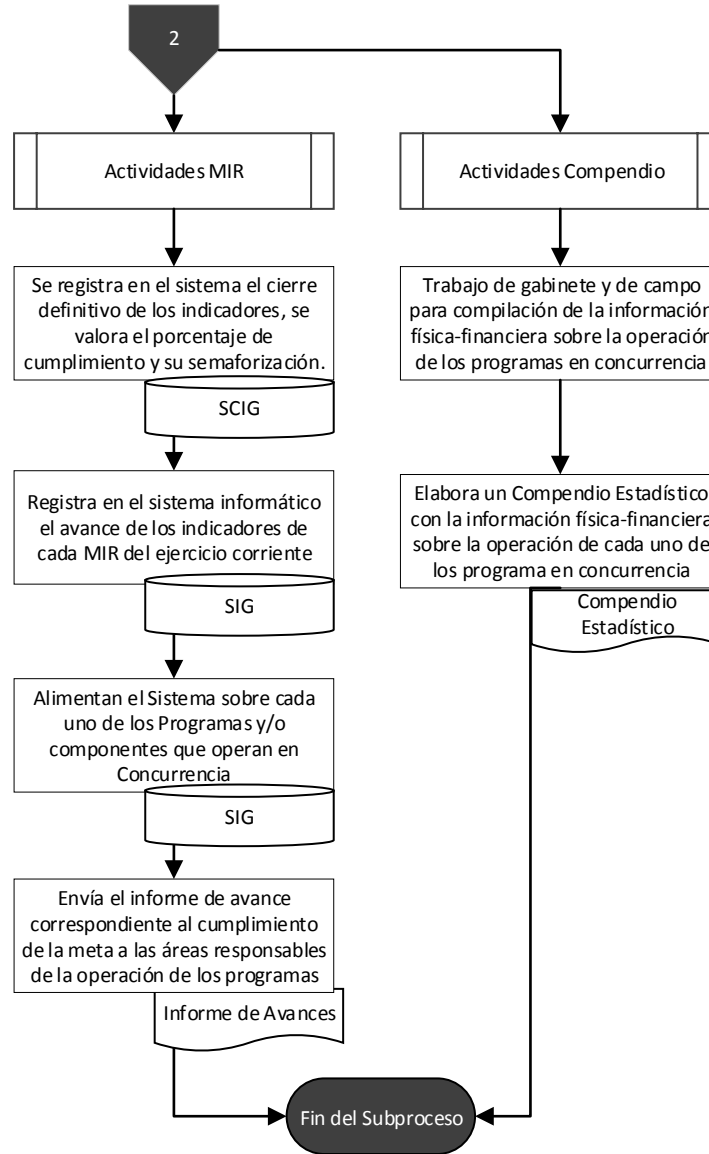 2
Actividades MIR
Se registra en el sistema el cierre
definitivo de los indicadores, se
valora el porcentaje de
cumplimiento y su semaforización.
SCIG
Registra en el sistema informático
el avance de los indicadores de
cada MIR del ejercicio corriente
SIG
Alimentan el Sistema sobre cada
uno de los Programas y/o
componentes que operan en
Concurrencia
SIG
Envía el informe de avance
correspondiente al cumplimiento
de la meta a las áreas responsables
de la operación de los programas
Informe de Avances
Actividades Compendio
Trabajo de gabinete y de campo
para compilación de la información
física-financiera sobre la operación
de los programas en concurrencia
Elabora un Compendio Estadístico
con la información física-financiera
sobre la operación de cada uno de
los programa en concurrencia
Compendio
Estadístico
Fin del Subproceso